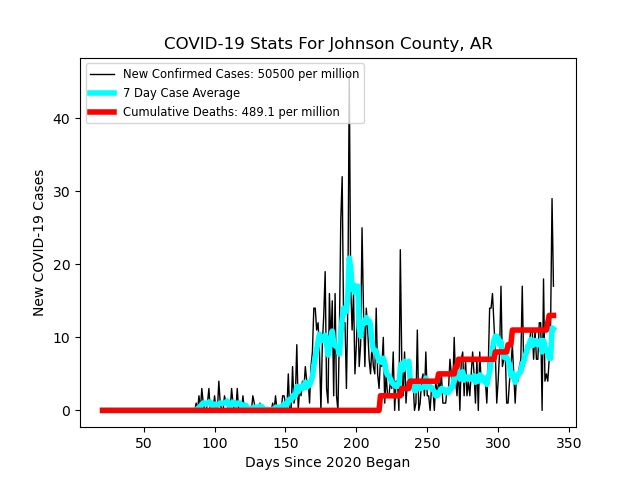 COVID-19 Stats For Johnson County, AR
New Confirmed Cases: 50500 per million
7 Day Case Average
Cumulative Deaths: 489.1 per million
New COVID-19 Cases
40
30
20
10
0
50 100 150 200 250 300 350
Days Since 2020 Began